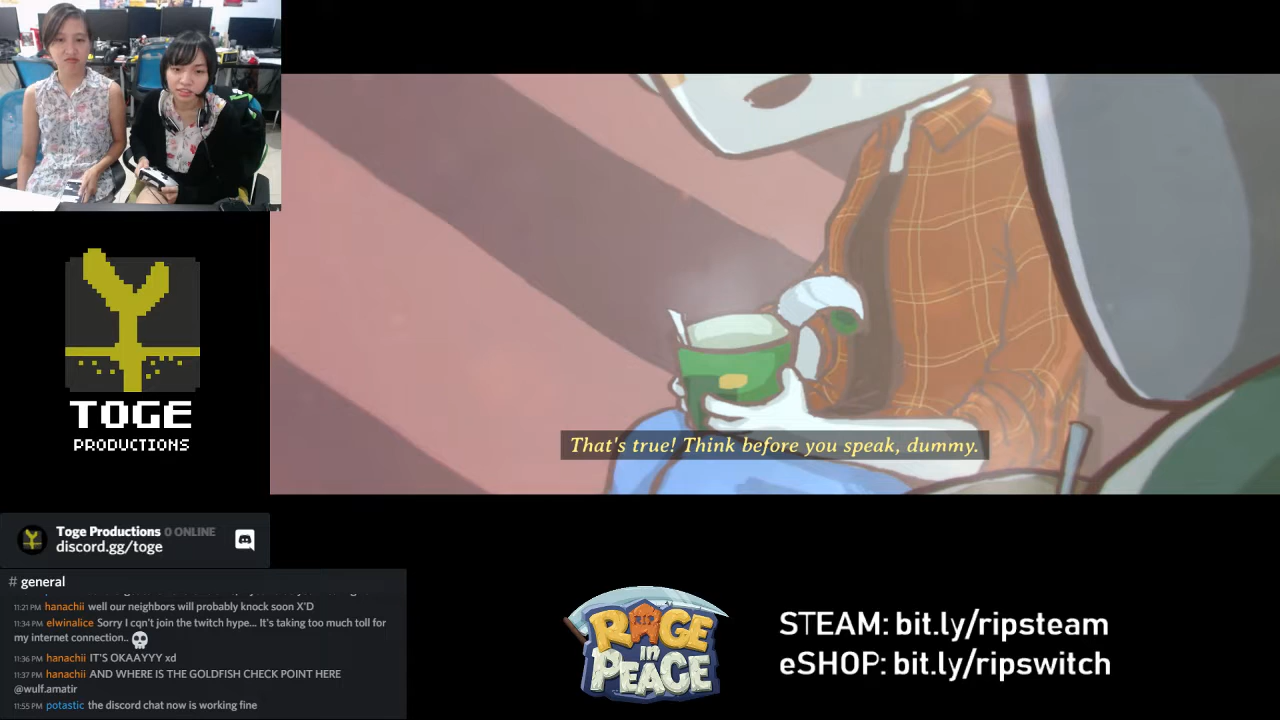 That's true! Think before you speak, dummy.
TOGE
PRODUCTIONS
Toge Productions 0 ONLINE
discord.gg/toge
# general
11:21 PM hanachii well our neighbors will probably knock soon X'D
11:34 PM elwinalice Sorry I cqn't join the twitch hype... It's taking too much toll for
my internet connection..
11:36 PM hanachii IT'S OKAAYYY xd
11:37 PM hanachii AND WHERE IS THE GOLDFISH CHECK POINT HERE
@wulf.amatir
11:55 PM potastic the discord chat now is working fine
RIP
RAGE
in
PEACE
STEAM: bit.ly/ripsteam
eSHOP: bit.ly/ripswitch